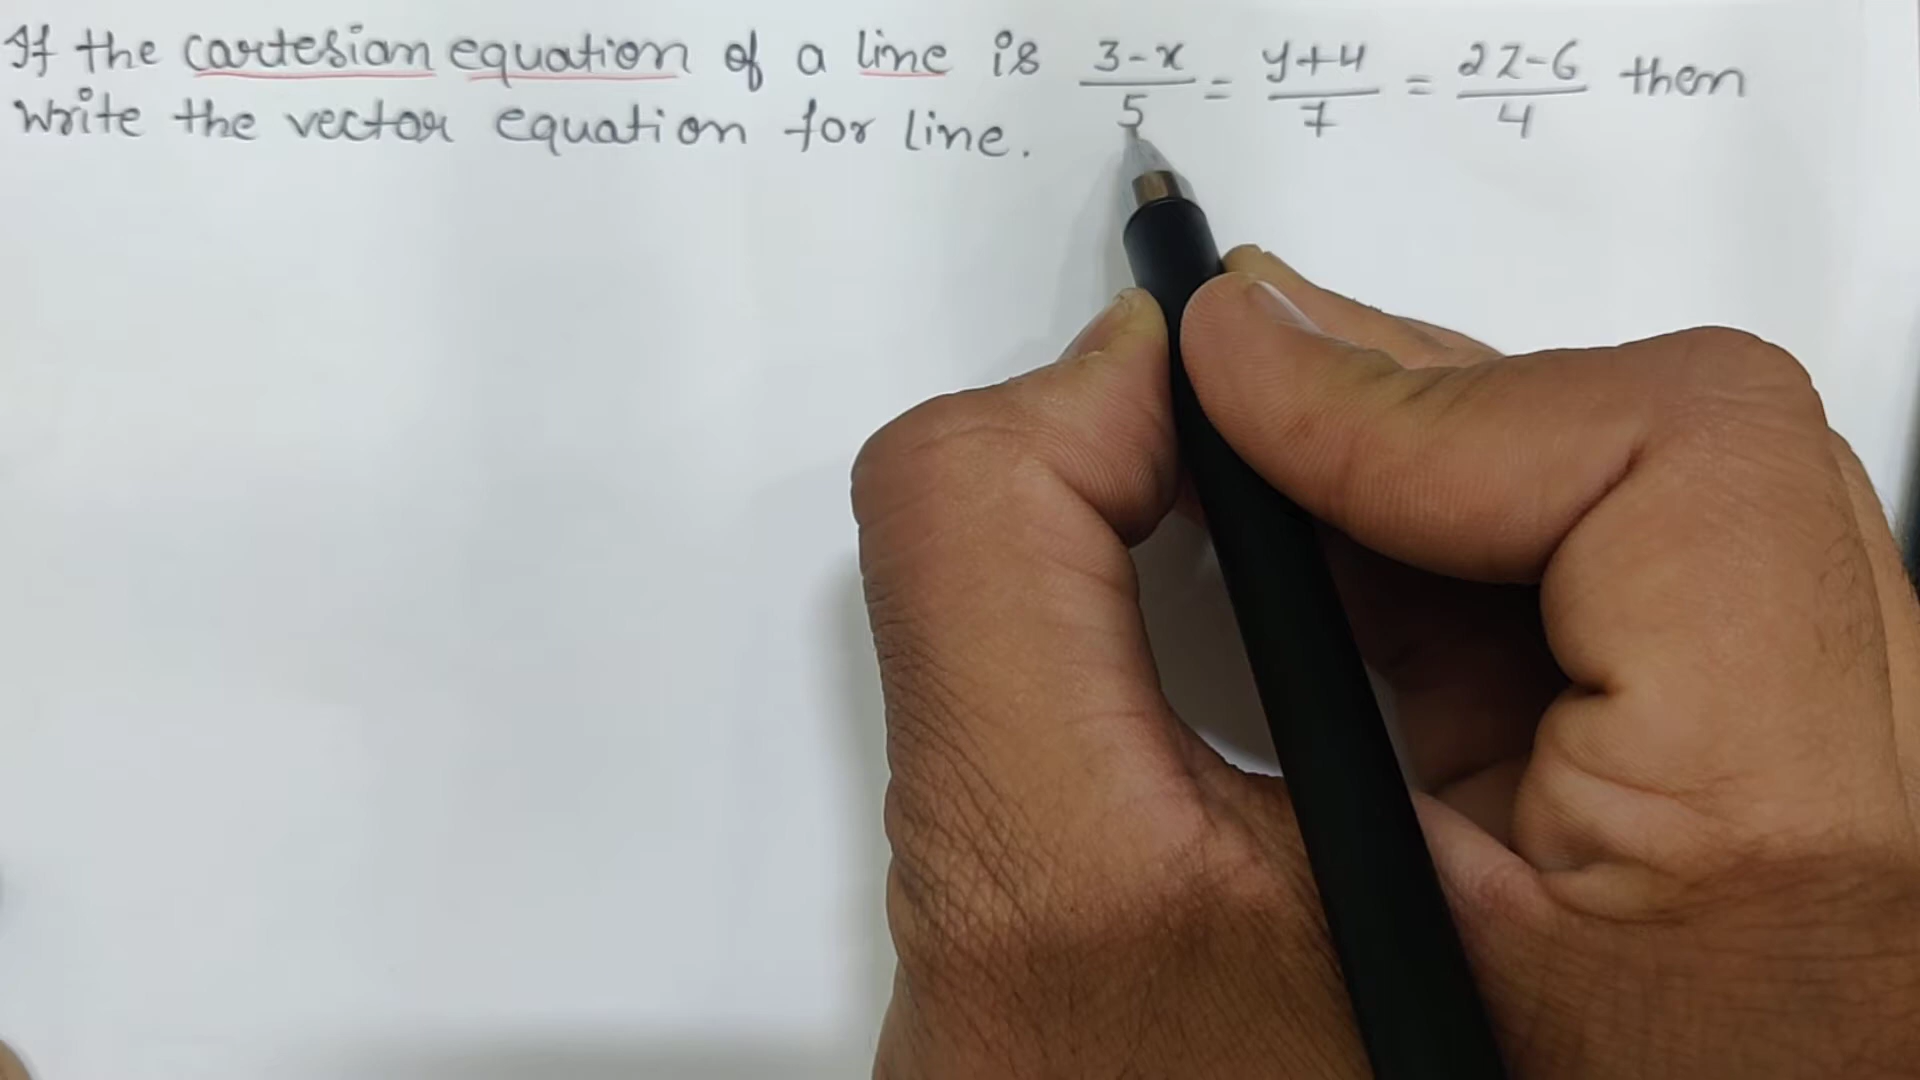 If the cartesian equation of a line is 3-x/5 = y+4/7 = 2z-6/4 then
write the vector equation for line.